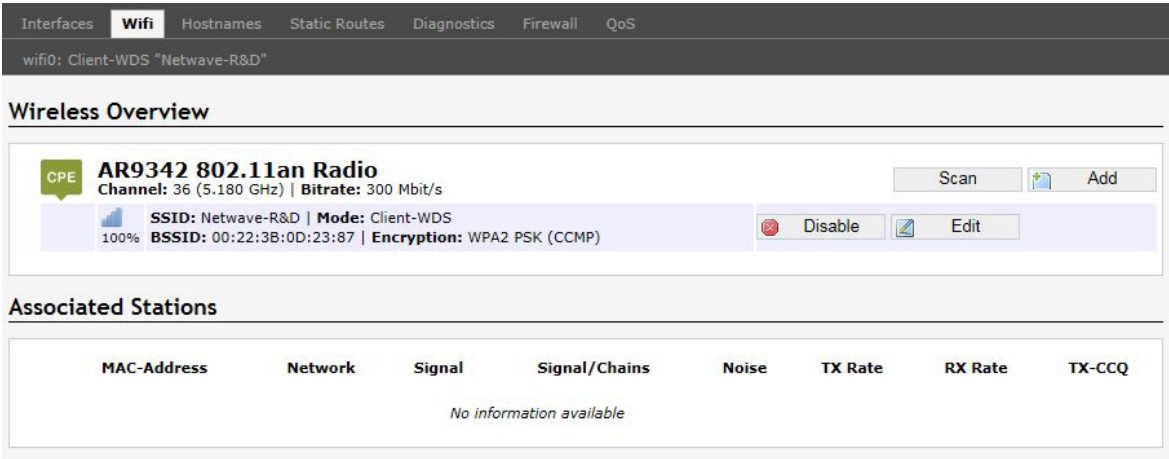 Interfaces Wifi Hostnames Static Routes Diagnostics Firewall QoS
wifi0: Client-WDS "Netwave-R&D"
Wireless Overview
CPE AR9342 802.11an Radio
Channel: 36 (5.180 GHz) | Bitrate: 300 Mbit/s
Scan Add
SSID: Netwave-R&D | Mode: Client-WDS
100% BSSID: 00:22:3B:0D:23:87 | Encryption: WPA2 PSK (CCMP)
Disable Edit
Associated Stations
MAC-Address Network Signal Signal/Chains Noise TX Rate RX Rate TX-CCQ
No information available